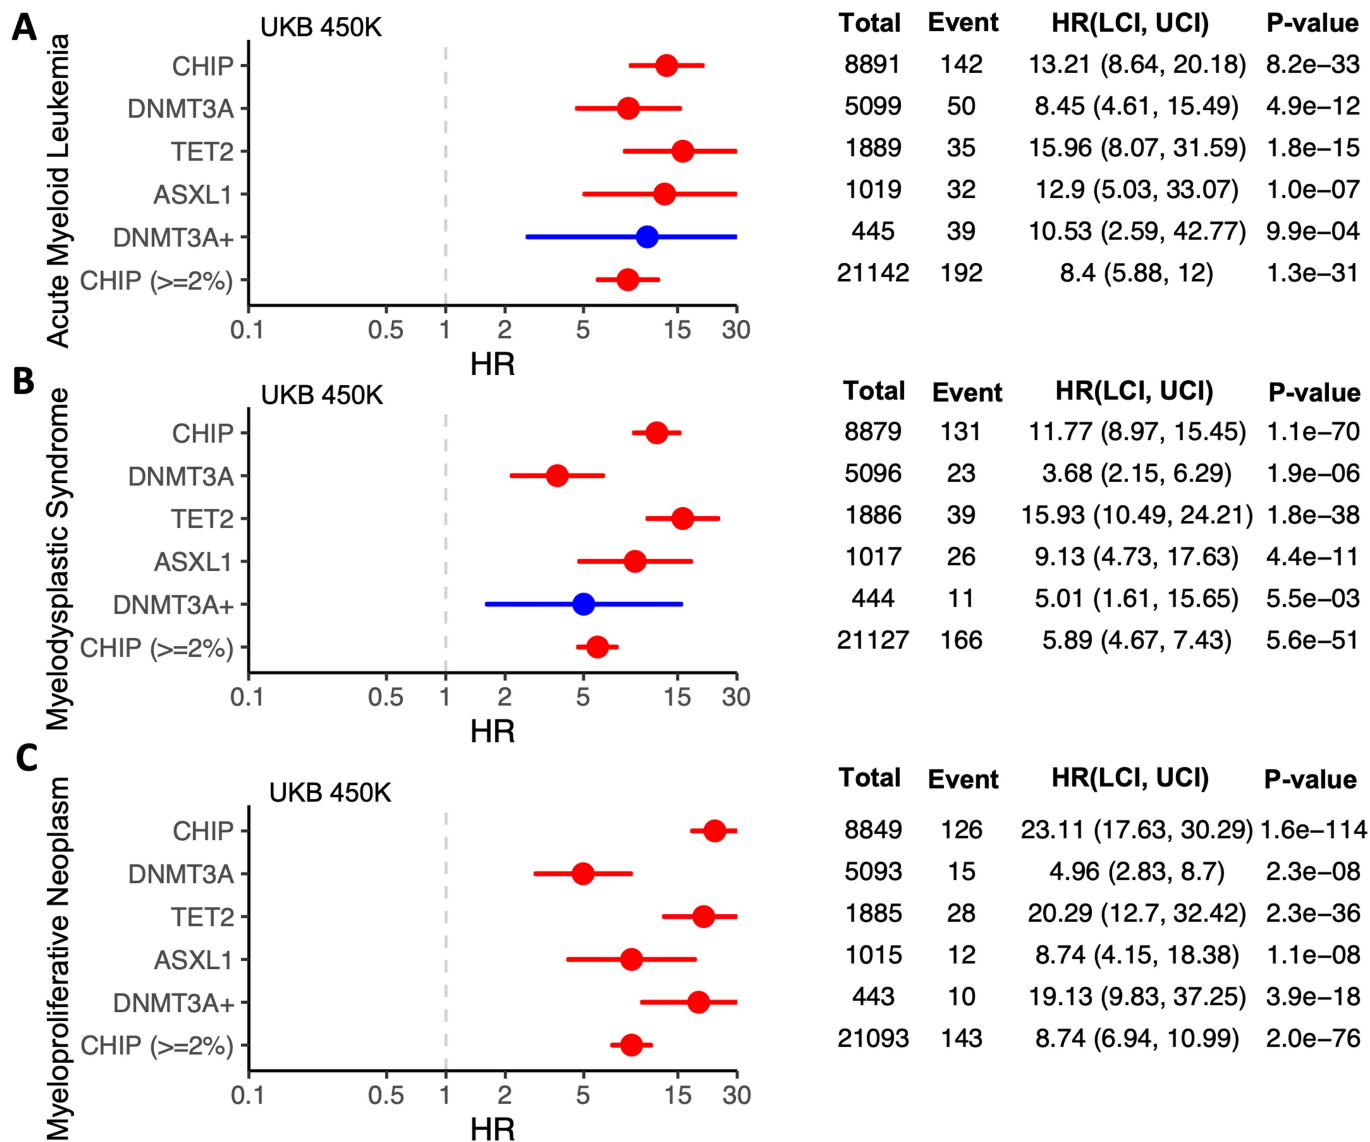 A
UKB 450K
Total Event HR(LCI, UCI) P-value
Acute Myeloid Leukemia
CHIP 8891 142 13.21 (8.64, 20.18) 8.2e−33
DNMT3A 5099 50 8.45 (4.61, 15.49) 4.9e−12
TET2 1889 35 15.96 (8.07, 31.59) 1.8e−15
ASXL1 1019 32 12.9 (5.03, 33.07) 1.0e−07
DNMT3A+ 445 39 10.53 (2.59, 42.77) 9.9e−04
CHIP (>=2%) 21142 192 8.4 (5.88, 12) 1.3e−31
0.1 0.5 1 2 5 15 30
HR
B
UKB 450K
Total Event HR(LCI, UCI) P-value
Myelodysplastic Syndrome
CHIP 8879 131 11.77 (8.97, 15.45) 1.1e−70
DNMT3A 5096 23 3.68 (2.15, 6.29) 1.9e−06
TET2 1886 39 15.93 (10.49, 24.21) 1.8e−38
ASXL1 1017 26 9.13 (4.73, 17.63) 4.4e−11
DNMT3A+ 444 11 5.01 (1.61, 15.65) 5.5e−03
CHIP (>=2%) 21127 166 5.89 (4.67, 7.43) 5.6e−51
0.1 0.5 1 2 5 15 30
HR
C
UKB 450K
Total Event HR(LCI, UCI) P-value
Myeloproliferative Neoplasm
CHIP 8849 126 23.11 (17.63, 30.29) 1.6e−114
DNMT3A 5093 15 4.96 (2.83, 8.7) 2.3e−08
TET2 1885 28 20.29 (12.7, 32.42) 2.3e−36
ASXL1 1015 12 8.74 (4.15, 18.38) 1.1e−08
DNMT3A+ 443 10 19.13 (9.83, 37.25) 3.9e−18
CHIP (>=2%) 21093 143 8.74 (6.94, 10.99) 2.0e−76
0.1 0.5 1 2 5 15 30
HR